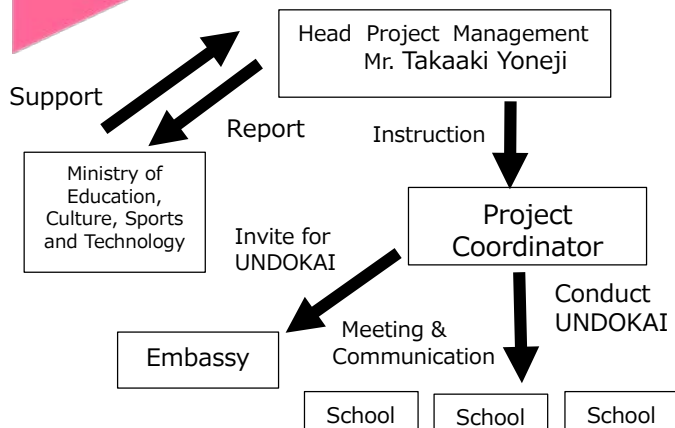 Head Project Management
Mr. Takaaki Yoneji
Support
Report
Instruction
Ministry of
Education,
Culture, Sports
and Technology
Project
Coordinator
Invite for
UNDOKAI
Conduct
UNDOKAI
Meeting &
Communication
Embassy
School
School
School